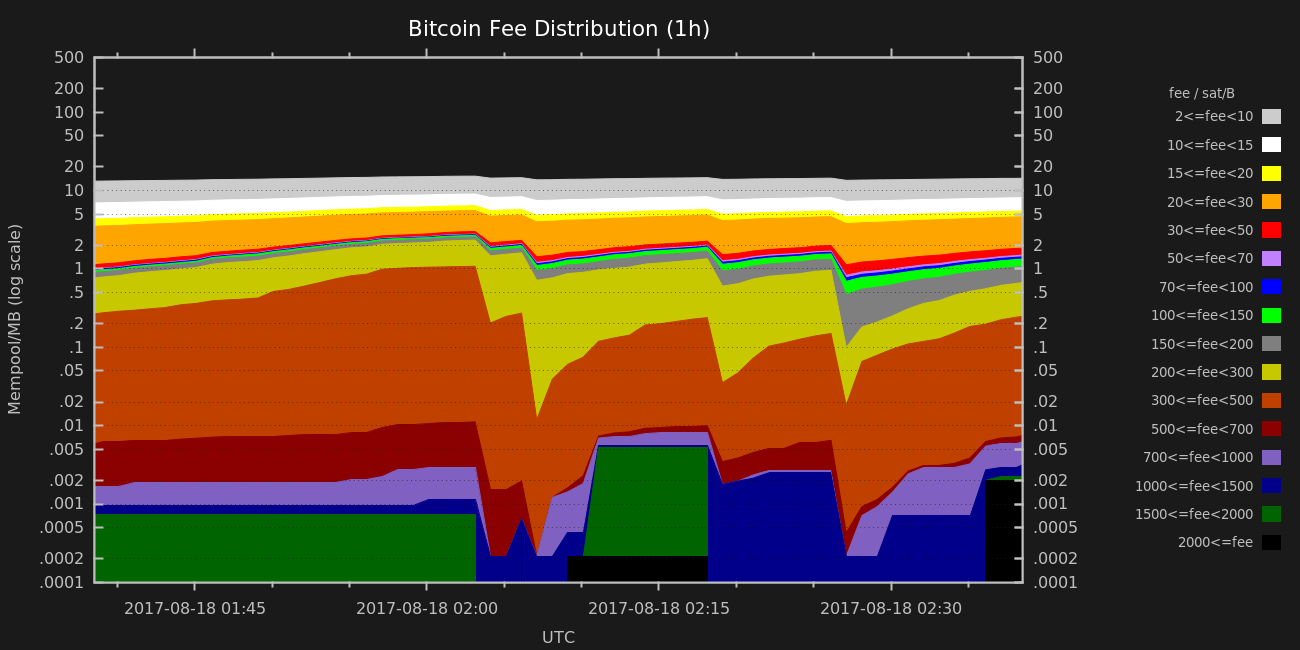 Bitcoin Fee Distribution (1h)
Mempool/MB (log scale)
500
200
100
50
20
10
5
2
1
.5
.2
.1
.05
.02
.01
.005
.002
.001
.0005
.0002
.0001
500
200
100
50
20
10
5
2
1
.5
.2
.1
.05
.02
.01
.005
.002
.001
.0005
.0002
.0001
2017-08-18 01:45
2017-08-18 02:00
2017-08-18 02:15
2017-08-18 02:30
UTC
fee / sat/B
2<=fee<10
10<=fee<15
15<=fee<20
20<=fee<30
30<=fee<50
50<=fee<70
70<=fee<100
100<=fee<150
150<=fee<200
200<=fee<300
300<=fee<500
500<=fee<700
700<=fee<1000
1000<=fee<1500
1500<=fee<2000
2000<=fee